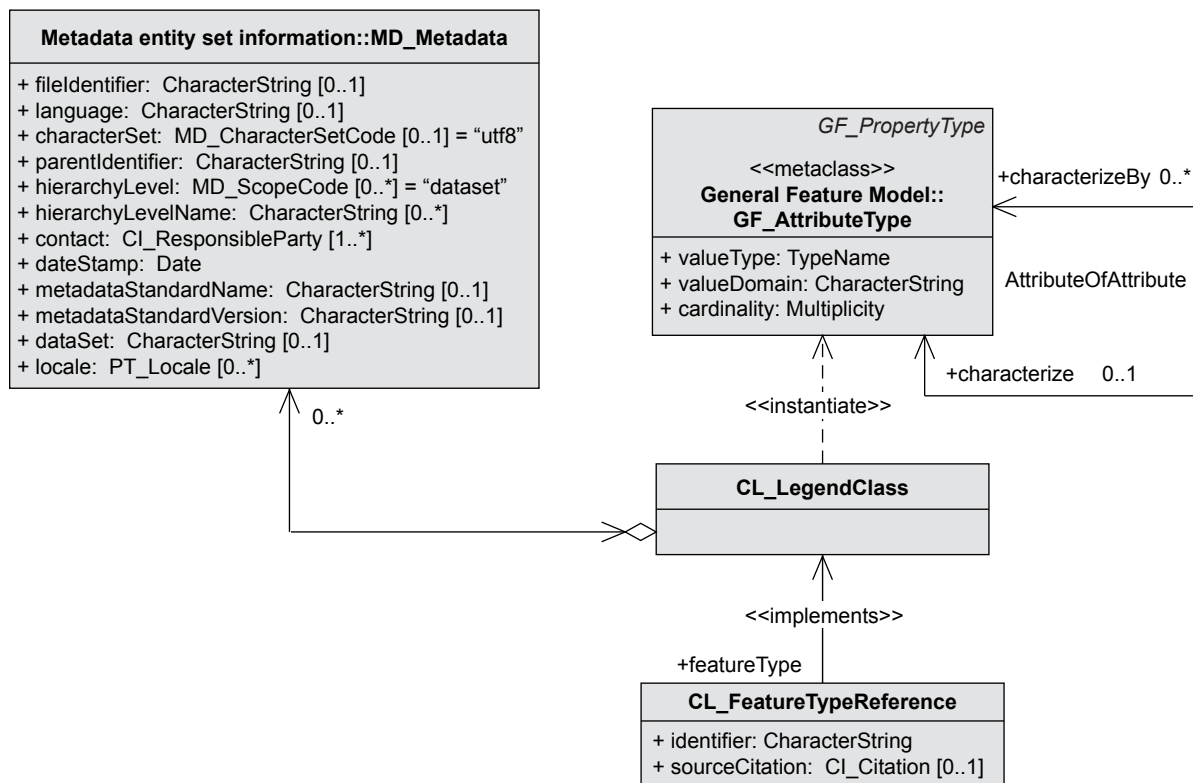 Metadata entity set information::MD_Metadata
+ fileIdentifier: CharacterString [0..1]
+ language: CharacterString [0..1]
+ characterSet: MD_CharacterSetCode [0..1] = “utf8”
+ parentIdentifier: CharacterString [0..1]
+ hierarchyLevel: MD_ScopeCode [0..*] = “dataset”
+ hierarchyLevelName: CharacterString [0..*]
+ contact: CI_ResponsibleParty [1..*]
+ dateStamp: Date
+ metadataStandardName: CharacterString [0..1]
+ metadataStandardVersion: CharacterString [0..1]
+ dataSet: CharacterString [0..1]
+ locale: PT_Locale [0..*]
0..*
GF_PropertyType
<<metaclass>>
General Feature Model::
GF_AttributeType
+ valueType: TypeName
+ valueDomain: CharacterString
+ cardinality: Multiplicity
+characterizeBy 0..*
AttributeOfAttribute
+characterize 0..1
<<instantiate>>
CL_LegendClass
<<implements>>
+featureType
CL_FeatureTypeReference
+ identifier: CharacterString
+ sourceCitation: CI_Citation [0..1]